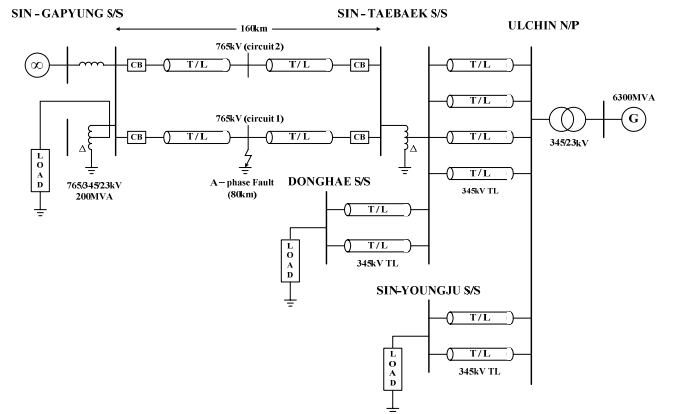 SIN-GAPYUNG S/S
160km
SIN-TAEBAEK S/S
ULCHIN N/P
765kV (circuit 2)
∞
CB
T/L
T/L
CB
T/L
T/L
6300MVA
G
345/23kV
765kV (circuit 1)
CB
T/L
T/L
CB
Δ
Δ
T/L
LOAD
765/345/23kV
200MVA
A-phase Fault
(80km)
T/L
345kV TL
DONGHAE S/S
T/L
T/L
LOAD
345kV TL
SIN-YOUNGJU S/S
T/L
T/L
LOAD
345kV TL